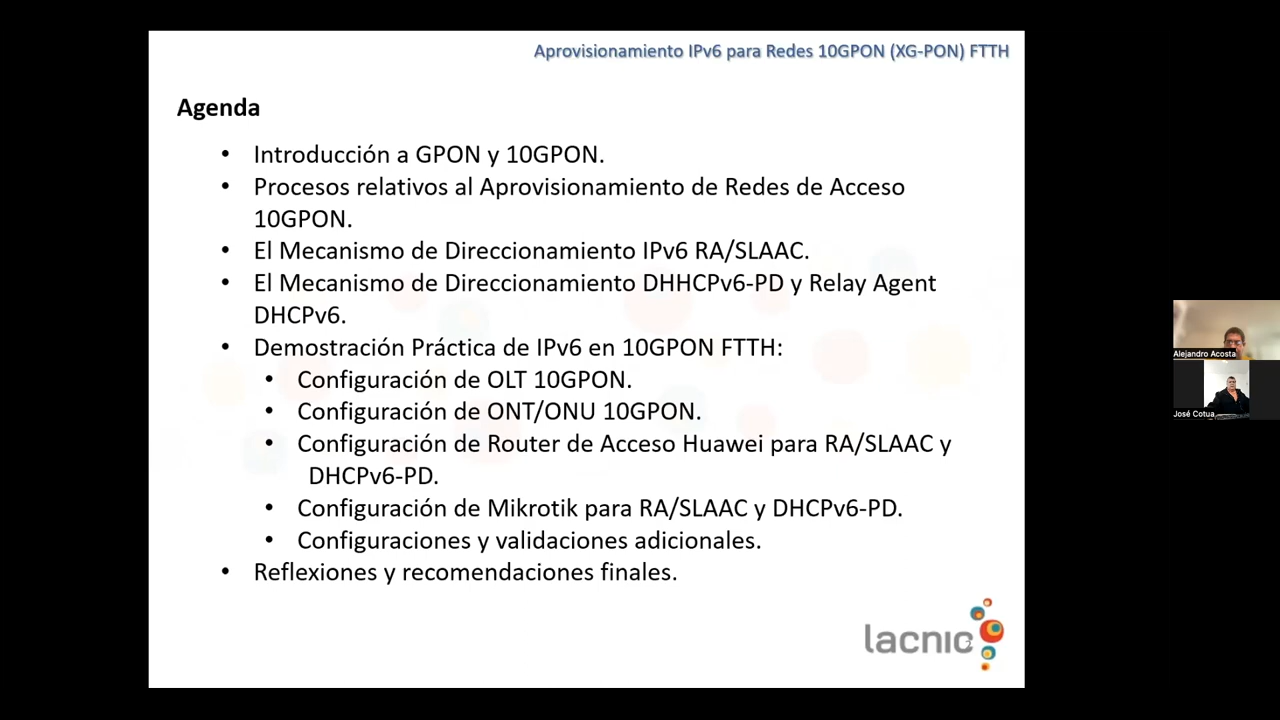 Aprovisionamiento IPv6 para Redes 10GPON (XG-PON) FTTH
Agenda
• Introducción a GPON y 10GPON.
• Procesos relativos al Aprovisionamiento de Redes de Acceso
10GPON.
• El Mecanismo de Direccionamiento IPv6 RA/SLAAC.
• El Mecanismo de Direccionamiento DHHCPv6-PD y Relay Agent
DHCPv6.
• Demostración Práctica de IPv6 en 10GPON FTTH:
• Configuración de OLT 10GPON.
• Configuración de ONT/ONU 10GPON.
• Configuración de Router de Acceso Huawei para RA/SLAAC y
DHCPv6-PD.
• Configuración de Mikrotik para RA/SLAAC y DHCPv6-PD.
• Configuraciones y validaciones adicionales.
• Reflexiones y recomendaciones finales.
lacnic
Alejandro Acosta
José Cotua